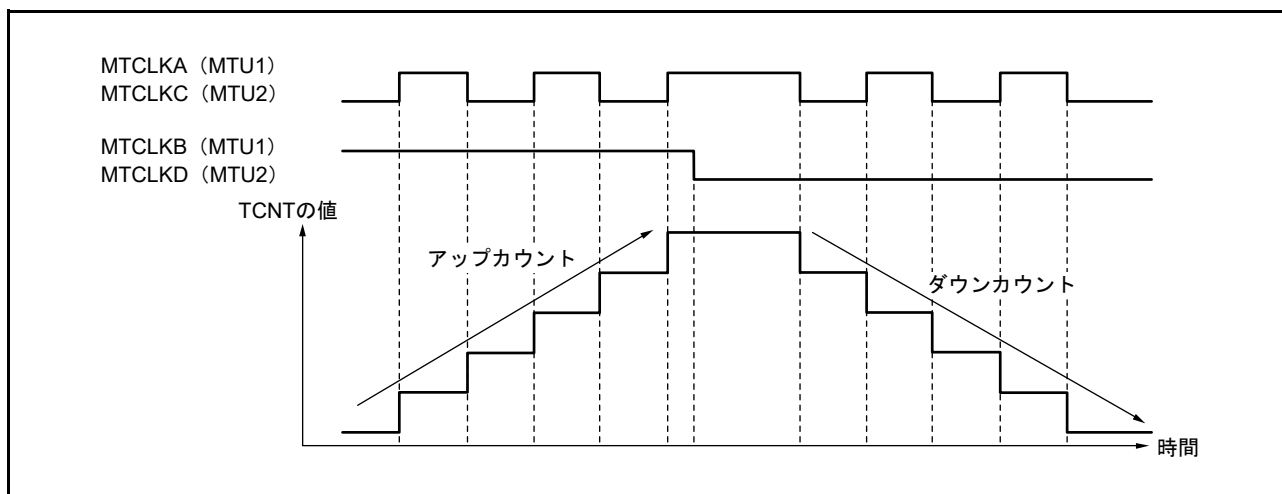 MTCLKA（MTU1）
MTCLKC（MTU2）
MTCLKB（MTU1）
MTCLKD（MTU2）
TCNTの値
アップカウント
ダウンカウント
時間